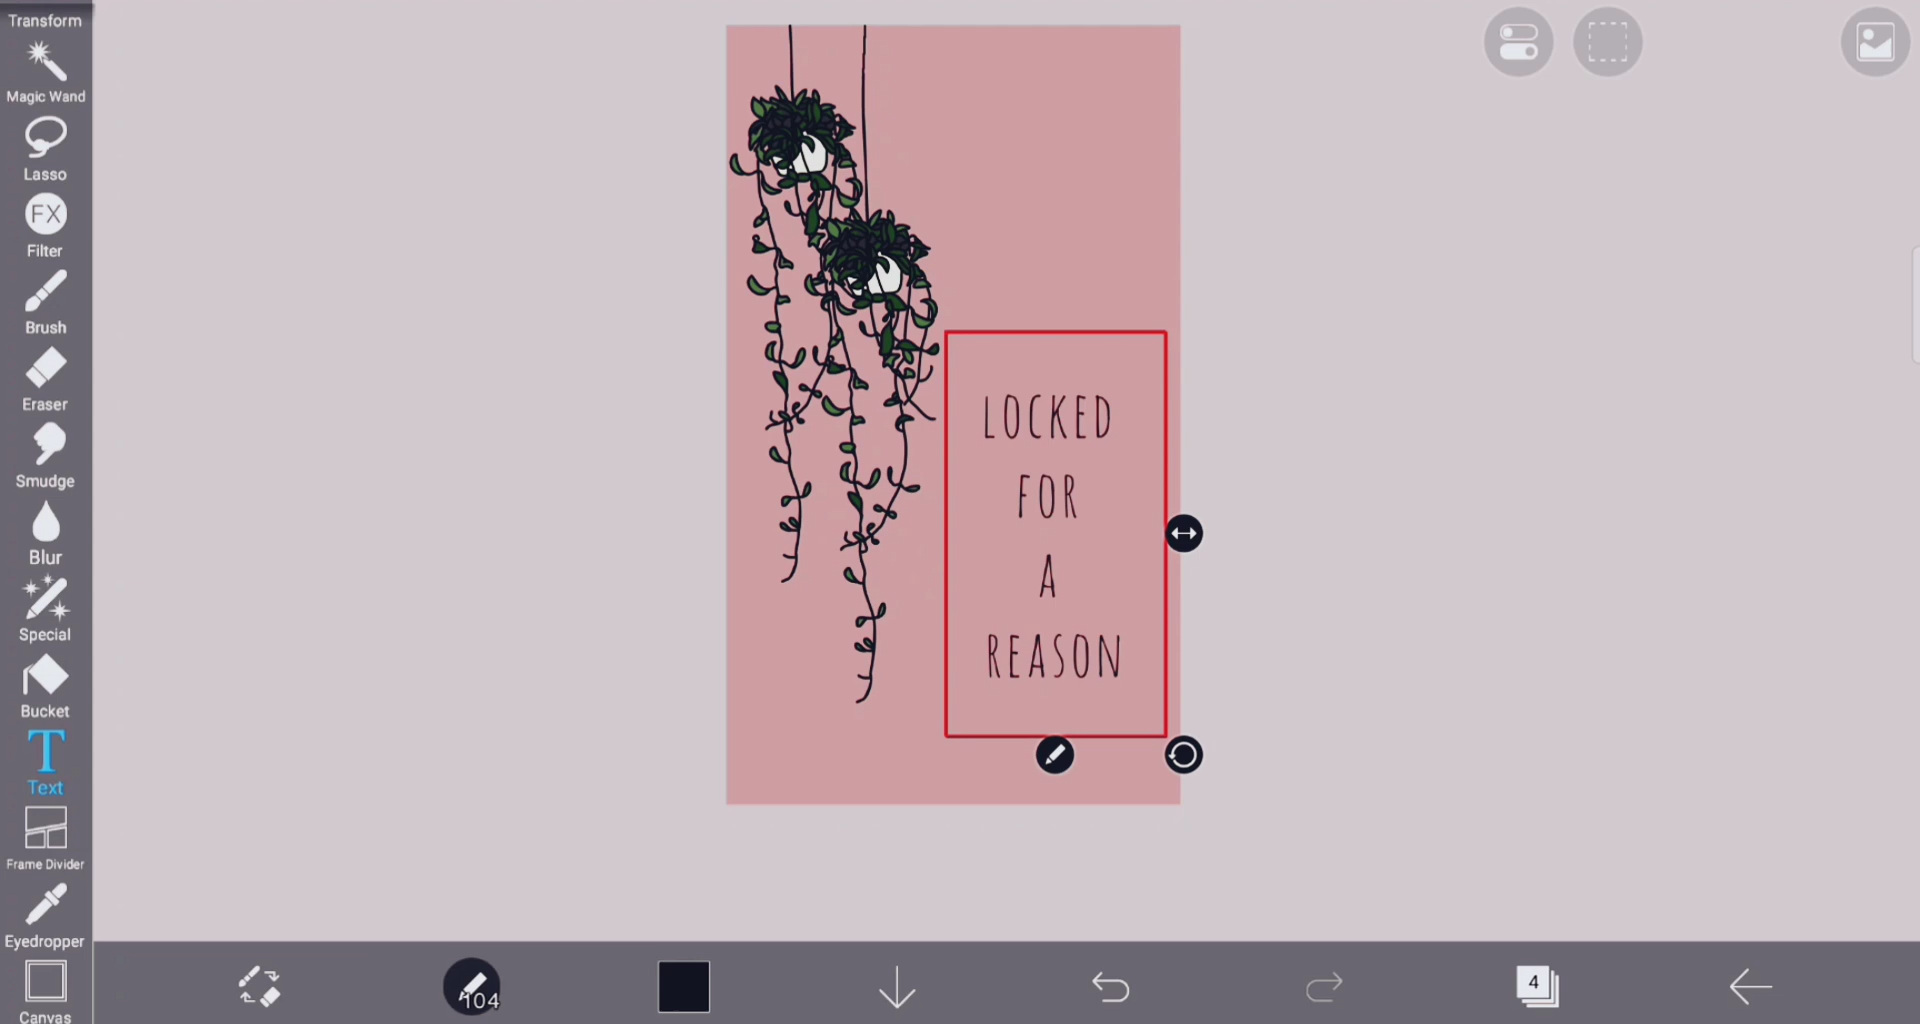 Transform
Magic Wand
Lasso
FX
Filter
Brush
Eraser
Smudge
Blur
Special
Bucket
T
Text
Frame Divider
Eyedropper
Canvas
LOCKED
FOR
A
REASON
104
4